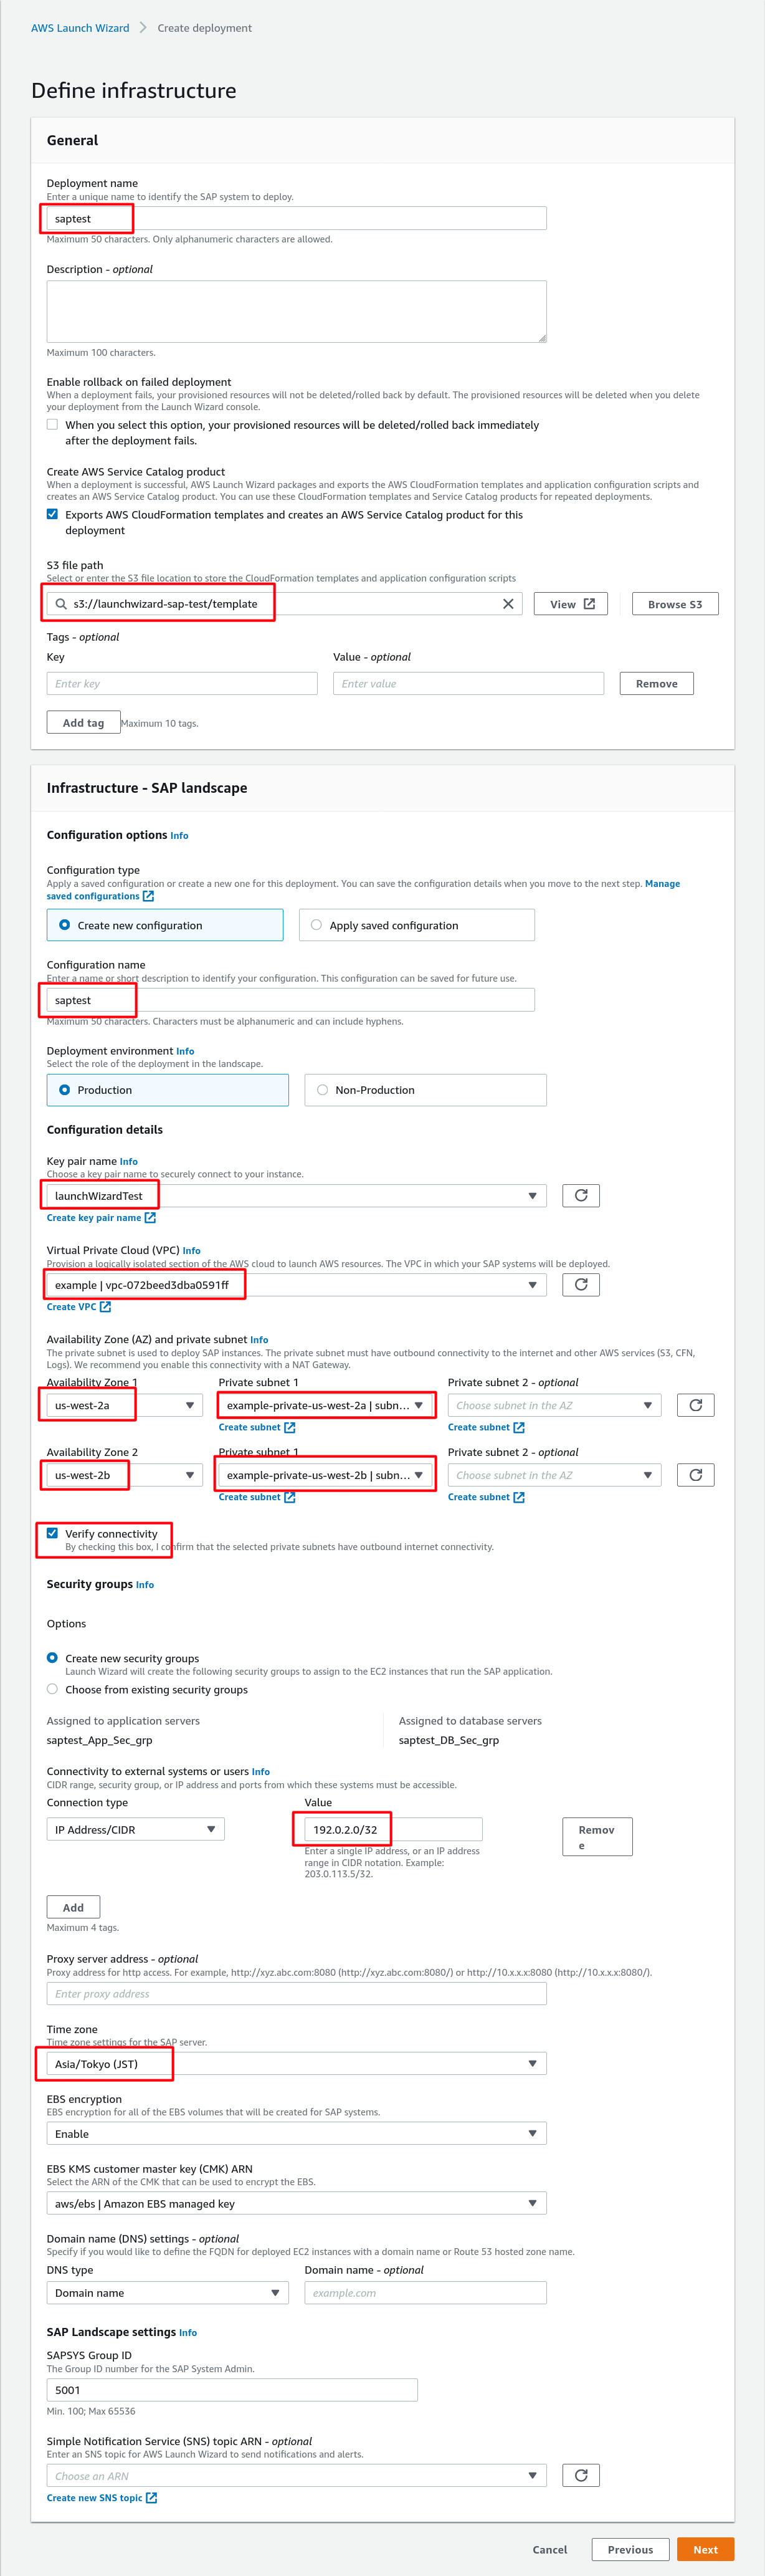 AWS Launch Wizard > Create deployment
Define infrastructure
General
Deployment name
Enter a unique name to identify the SAP system to deploy.
saptest
Maximum 50 characters. Only alphanumeric characters are allowed.
Description - optional
Maximum 100 characters.
Enable rollback on failed deployment
When a deployment fails, your provisioned resources will not be deleted/rolled back by default. The provisioned resources will be deleted when you delete
your deployment from the Launch Wizard console.
When you select this option, your provisioned resources will be deleted/rolled back immediately
after the deployment fails.
Create AWS Service Catalog product
When a deployment is successful, AWS Launch Wizard packages and exports the AWS CloudFormation templates and application configuration scripts and
creates an AWS Service Catalog product. You can use these CloudFormation templates and Service Catalog products for repeated deployments.
Exports AWS CloudFormation templates and creates an AWS Service Catalog product for this
deployment
S3 file path
Select or enter the S3 file location to store the CloudFormation templates and application configuration scripts
s3://launchwizard-sap-test/template View Browse S3
Tags - optional
Key Value - optional
Enter key Enter value Remove
Add tag Maximum 10 tags.
Infrastructure - SAP landscape
Configuration options Info
Configuration type
Apply a saved configuration or create a new one for this deployment. You can save the configuration details when you move to the next step. Manage
saved configurations
Create new configuration Apply saved configuration
Configuration name
Enter a name or short description to identify your configuration. This configuration can be saved for future use.
saptest
Maximum 50 characters. Characters must be alphanumeric and can include hyphens.
Deployment environment Info
Select the role of the deployment in the landscape.
Production Non-Production
Configuration details
Key pair name Info
Choose a key pair name to securely connect to your instance.
launchWizardTest
Create key pair name
Virtual Private Cloud (VPC) Info
Provision a logically isolated section of the AWS cloud to launch AWS resources. The VPC in which your SAP systems will be deployed.
example | vpc-072beed3dba0591ff
Create VPC
Availability Zone (AZ) and private subnet Info
The private subnet is used to deploy SAP instances. The private subnet must have outbound connectivity to the internet and other AWS services (S3, CFN,
Logs). We recommend you enable this connectivity with a NAT Gateway.
Availability Zone 1 Private subnet 1 Private subnet 2 - optional
us-west-2a example-private-us-west-2a | subn... Choose subnet in the AZ
Create subnet Create subnet
Availability Zone 2 Private subnet 1 Private subnet 2 - optional
us-west-2b example-private-us-west-2b | subn... Choose subnet in the AZ
Create subnet Create subnet
Verify connectivity
By checking this box, I confirm that the selected private subnets have outbound internet connectivity.
Security groups Info
Options
Create new security groups
Launch Wizard will create the following security groups to assign to the EC2 instances that run the SAP application.
Choose from existing security groups
Assigned to application servers Assigned to database servers
saptest_App_Sec_grp saptest_DB_Sec_grp
Connectivity to external systems or users Info
CIDR range, security group, or IP address and ports from which these systems must be accessible.
Connection type Value
IP Address/CIDR 192.0.2.0/32 Remov
e
Enter a single IP address, or an IP address
range in CIDR notation. Example:
203.0.113.5/32.
Add
Maximum 4 tags.
Proxy server address - optional
Proxy address for http access. For example, http://xyz.abc.com:8080 (http://xyz.abc.com:8080/) or http://10.x.x.x:8080 (http://10.x.x.x:8080/).
Enter proxy address
Time zone
Time zone settings for the SAP server.
Asia/Tokyo (JST)
EBS encryption
EBS encryption for all of the EBS volumes that will be created for SAP systems.
Enable
EBS KMS customer master key (CMK) ARN
Select the ARN of the CMK that can be used to encrypt the EBS.
aws/ebs | Amazon EBS managed key
Domain name (DNS) settings - optional
Specify if you would like to define the FQDN for deployed EC2 instances with a domain name or Route 53 hosted zone name.
DNS type Domain name - optional
Domain name example.com
SAP Landscape settings Info
SAPSYS Group ID
The Group ID number for the SAP System Admin.
5001
Min. 100; Max 65536
Simple Notification Service (SNS) topic ARN - optional
Enter an SNS topic for AWS Launch Wizard to send notifications and alerts.
Choose an ARN
Create new SNS topic
Cancel Previous Next